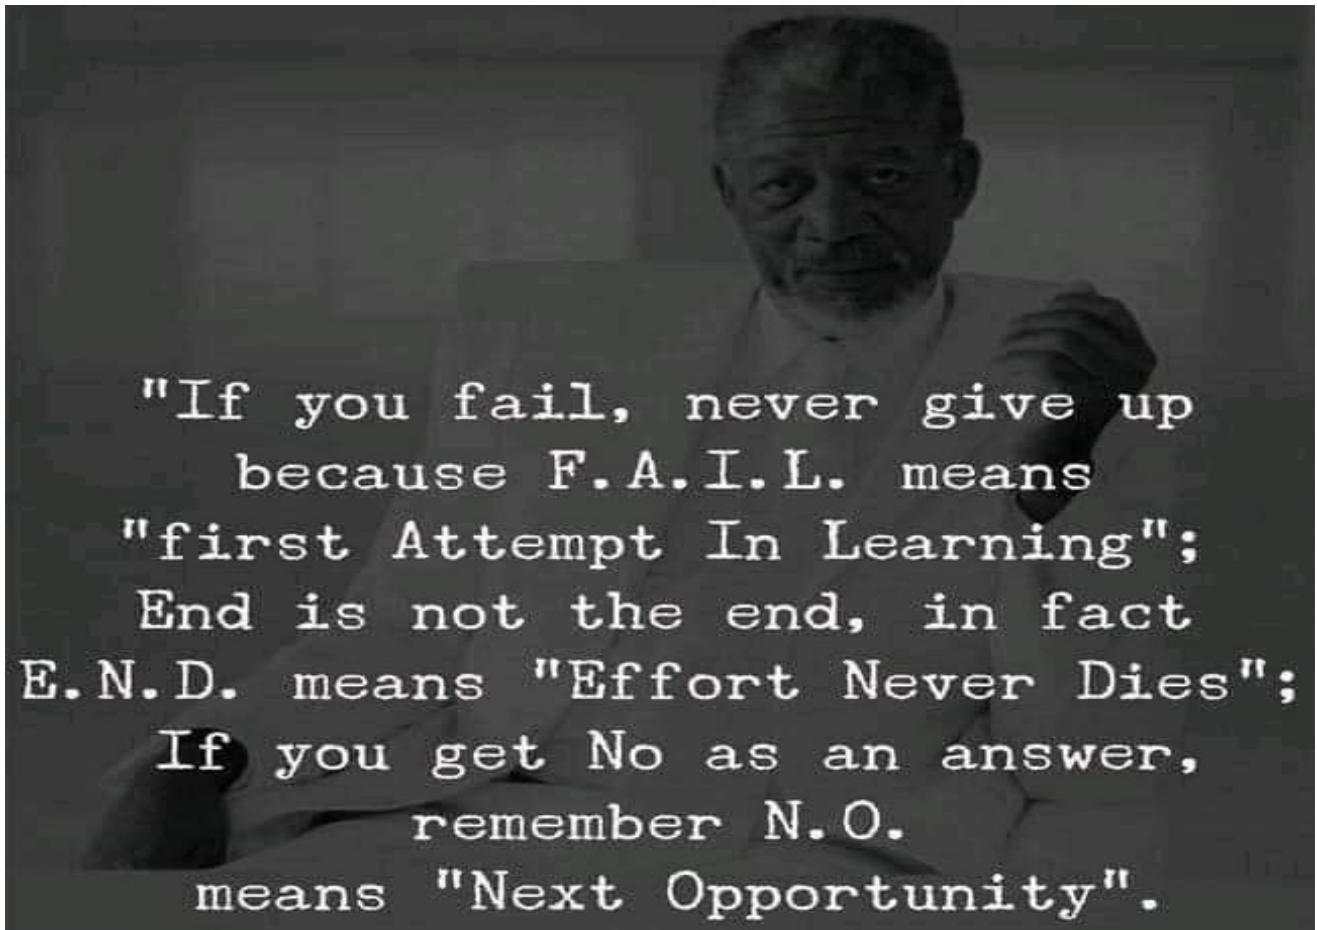 "If you fail, never give up
because F.A.I.L. means
"first Attempt In Learning";
End is not the end, in fact
E.N.D. means "Effort Never Dies";
If you get No as an answer,
remember N.O.
means "Next Opportunity".